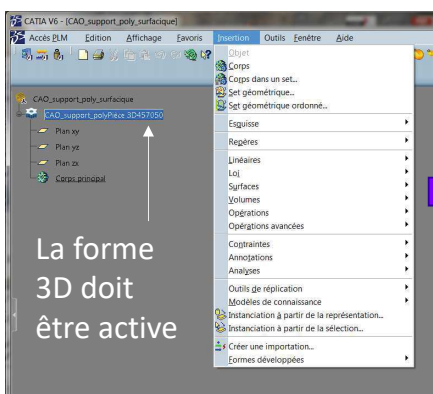 CATIA V6 - [CAO_support_poly_surfacique]
Accès PLM Edition Affichage Favoris Insertion Outils Fenêtre Aide
CAO_support_poly_surfacique
CAO_support_polyPièce 3D457050
Plan xy
Plan yz
Plan zx
Corps principal
La forme
3D doit
être active
Objet
Corps
Corps dans un set...
Set géométrique...
Set géométrique ordonné...
Esquisse
Repères
Linéaires
Loi
Surfaces
Volumes
Opérations
Opérations avancées
Contraintes
Annotations
Analyses
Outils de réplication
Modèles de connaissance
Instanciation à partir de la représentation...
Instanciation à partir de la sélection...
Créer une importation...
Formes développées